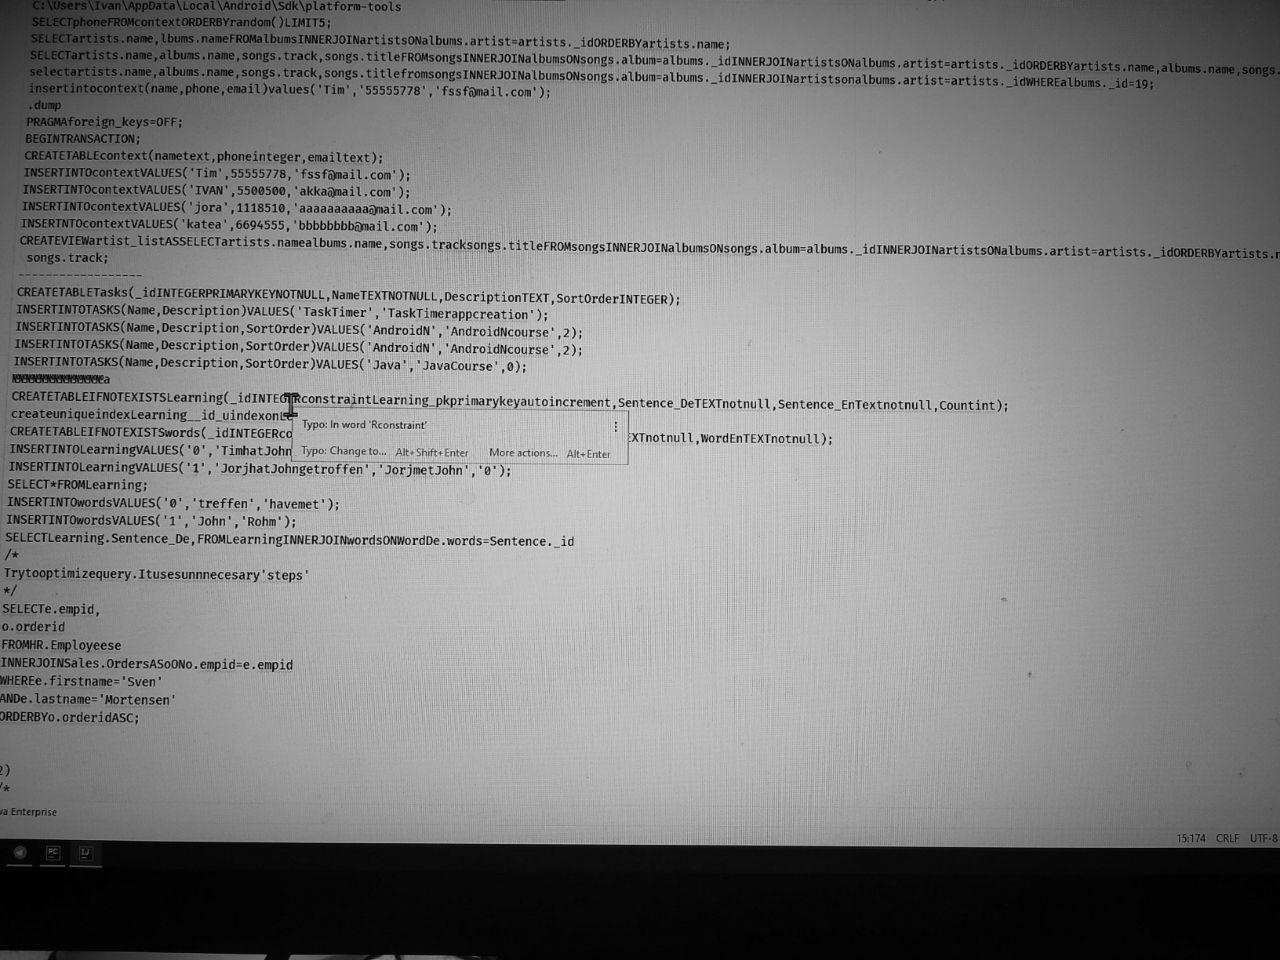 C:\Users\Ivan\AppData\Local\Android\Sdk\platform-tools
SELECTphoneFROMcontextORDERBYrandom()LIMIT5;
SELECTartists.name,lbums.nameFROMalbumsINNERJOINartistsONalbums.artist=artists._idORDERBYartists.name;
SELECTartists.name,albums.name,songs.track,songs.titleFROMsongsINNERJOINalbumsONsongs.album=albums._idINNERJOINartistsONalbums.artist=artists._idORDERBYartists.name,albums.name,songs.
selectartists.name,albums.name,songs.track,songs.titlefromsongsINNERJOINalbumsONsongs.album=albums._idINNERJOINartistsonalbums.artist=artists._idWHEREalbums._id=19;
insertintocontext(name,phone,email)values('Tim','55555778','fssf@mail.com');
.dump
PRAGMAforeign_keys=OFF;
BEGINTRANSACTION;
CREATETABLEcontext(nametext,phoneinteger,emailtext);
INSERTINTOcontextVALUES('Tim',55555778,'fssf@mail.com');
INSERTINTOcontextVALUES('IVAN',5500500,'akka@mail.com');
INSERTINTOcontextVALUES('jora',1118510,'aaaaaaaaaa@mail.com');
INSERTNTOcontextVALUES('katea',6694555,'bbbbbbbb@mail.com');
CREATEVIEWartist_listASSELECTartists.namealbums.name,songs.tracksongs.titleFROMsongsINNERJOINalbumsONsongs.album=albums._idINNERJOINartistsONalbums.artist=artists._idORDERBYartists.n
songs.track;
------------------
CREATETABLETasks(_idINTEGERPRIMARYKEYNOTNULL,NameTEXTNOTNULL,DescriptionTEXT,SortOrderINTEGER);
INSERTINTOTASKS(Name,Description)VALUES('TaskTimer','TaskTimerappcreation');
INSERTINTOTASKS(Name,Description,SortOrder)VALUES('AndroidN','AndroidNcourse',2);
INSERTINTOTASKS(Name,Description,SortOrder)VALUES('AndroidN','AndroidNcourse',2);
INSERTINTOTASKS(Name,Description,SortOrder)VALUES('Java','JavaCourse',0);
CREATETABLEIFNOTEXISTSLearning(_idINTEGRconstraintLearning_pkprimarykeyautoincrement,Sentence_DeTEXTnotnull,Sentence_EnTextnotnull,Countint);
createuniqueindexLearning__id_uindexonLe
Typo: In word 'Rconstraint'
CREATETABLEIFNOTEXISTSwords(_idINTEGERco XTnotnull,WordEnTEXTnotnull);
INSERTINTOLearningVALUES('0','TimhatJohn
Typo: Change to... Alt+Shift+Enter More actions... Alt+Enter
INSERTINTOLearningVALUES('1','JorjhatJohngetroffen','JorjmetJohn','0');
SELECT*FROMLearning;
INSERTINTOwordsVALUES('0','treffen','havemet');
INSERTINTOwordsVALUES('1','John','Rohm');
SELECTLearning.Sentence_De,FROMLearningINNERJOINwordsONWordDe.words=Sentence._id
/*
Trytooptimizequery.Itusesunnnecesary'steps'
*/
SELECTe.empid,
o.orderid
FROMHR.Employeese
INNERJOINSales.OrdersASoONo.empid=e.empid
WHEREe.firstname='Sven'
ANDe.lastname='Mortensen'
ORDERBYo.orderidASC;
2)
/*
va Enterprise
15:174 CRLF UTF-8
PC
IJ